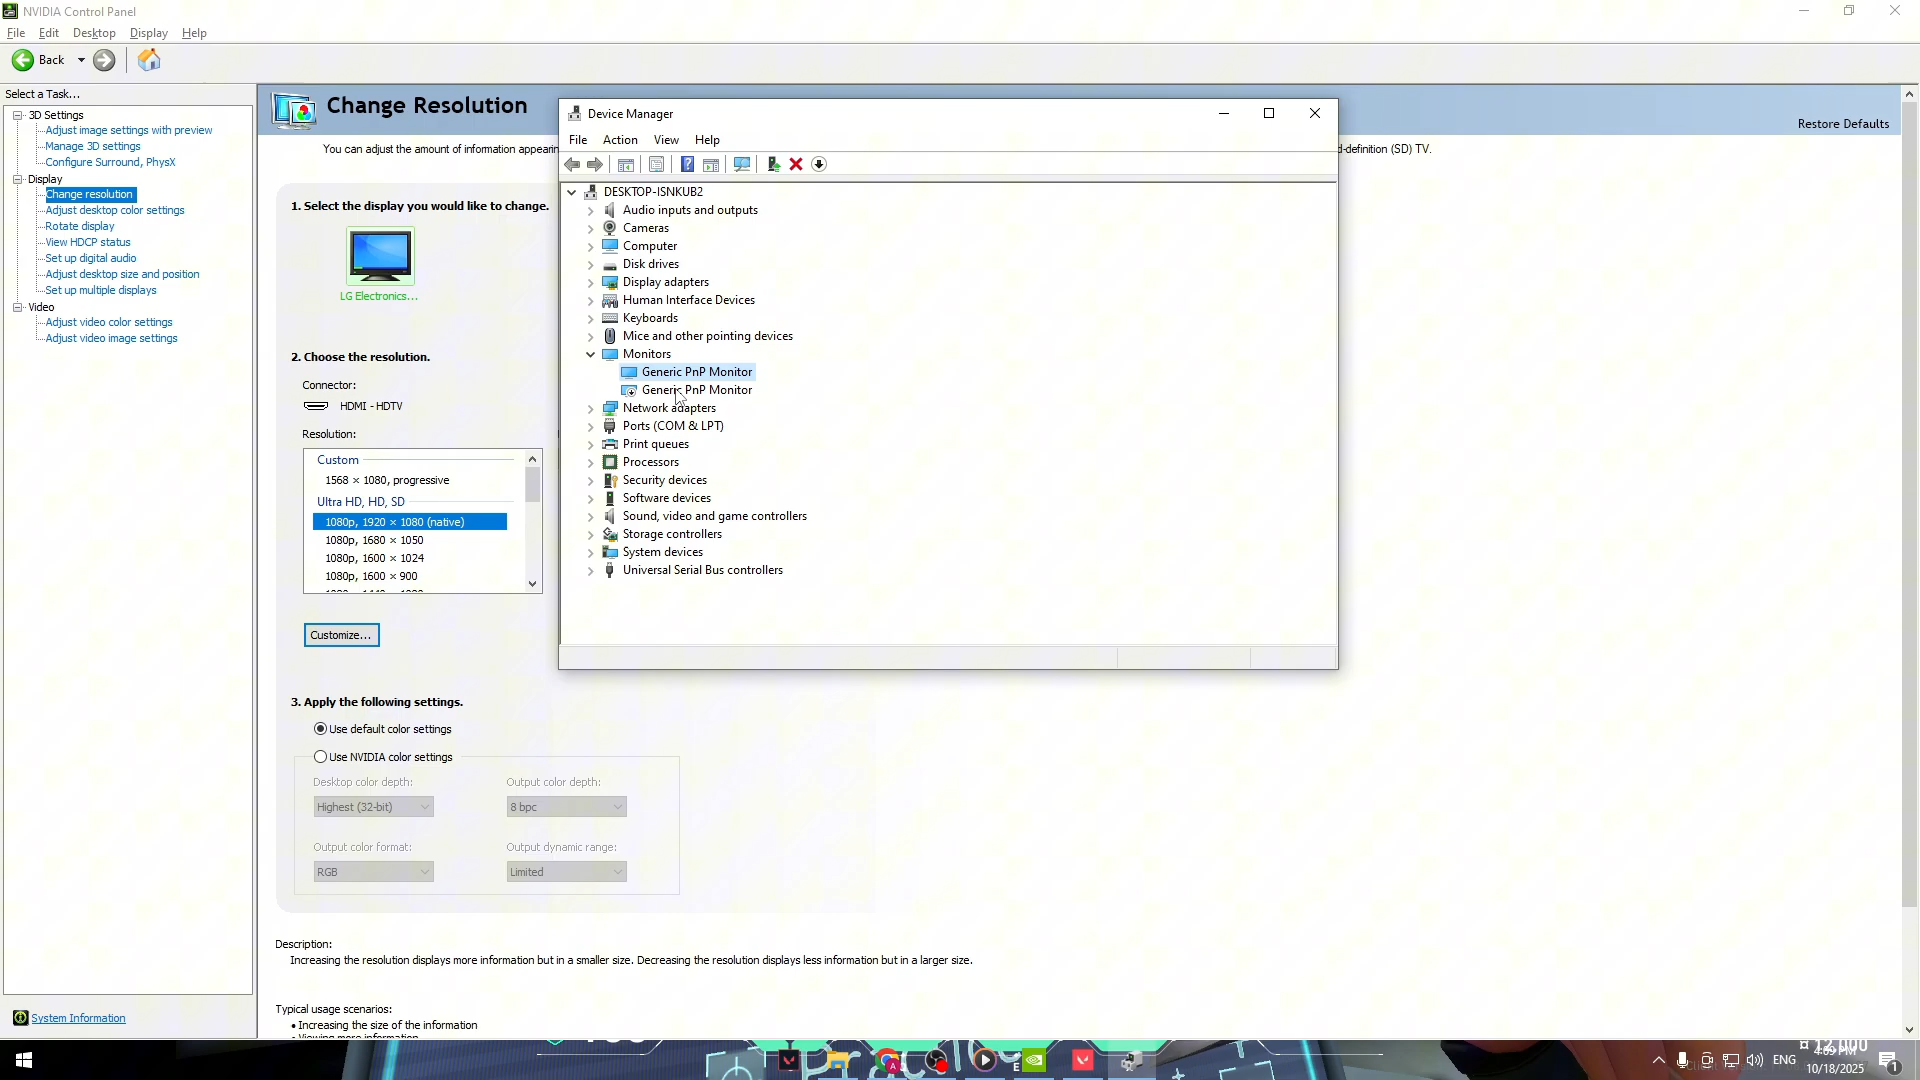 NVIDIA Control Panel
File Edit Desktop Display Help
Back
Select a Task...
3D Settings
Adjust image settings with preview
Manage 3D settings
Configure Surround, PhysX
Display
Change resolution
Adjust desktop color settings
Rotate display
View HDCP status
Set up digital audio
Adjust desktop size and position
Set up multiple displays
Video
Adjust video color settings
Adjust video image settings
System Information
Change Resolution
Restore Defaults
You can adjust the amount of information appearin
d-definition (SD) TV.
1. Select the display you would like to change.
LG Electronics...
2. Choose the resolution.
Connector:
HDMI - HDTV
Resolution:
Custom
1568 × 1080, progressive
Ultra HD, HD, SD
1080p, 1920 × 1080 (native)
1080p, 1680 × 1050
1080p, 1600 × 1024
1080p, 1600 × 900
Customize...
3. Apply the following settings.
Use default color settings
Use NVIDIA color settings
Desktop color depth:
Output color depth:
Highest (32-bit)
8 bpc
Output color format:
Output dynamic range:
RGB
Limited
Description:
Increasing the resolution displays more information but in a smaller size. Decreasing the resolution displays less information but in a larger size.
Typical usage scenarios:
• Increasing the size of the information
Device Manager
File Action View Help
DESKTOP-ISNKUB2
Audio inputs and outputs
Cameras
Computer
Disk drives
Display adapters
Human Interface Devices
Keyboards
Mice and other pointing devices
Monitors
Generic PnP Monitor
Generic PnP Monitor
Network adapters
Ports (COM & LPT)
Print queues
Processors
Security devices
Software devices
Sound, video and game controllers
Storage controllers
System devices
Universal Serial Bus controllers
ENG
12,000
4:09 PM
10/18/2025
1